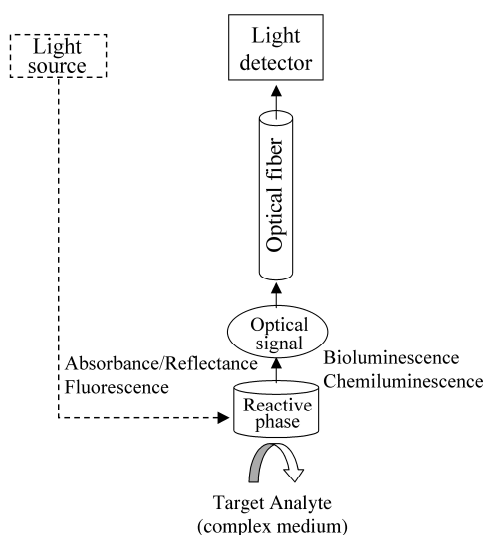 Light
source
Light
detector
Optical fiber
Optical
signal
Absorbance/Reflectance
Fluorescence
Bioluminescence
Chemiluminescence
Reactive
phase
Target Analyte
(complex medium)